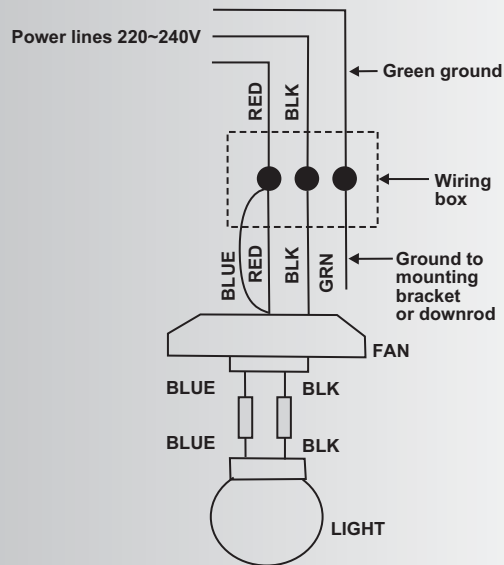 Power lines 220~240V
Green ground
RED
BLK
Wiring
box
BLUE
RED
BLK
GRN
Ground to
mounting
bracket
or downrod
FAN
BLUE
BLK
BLUE
BLK
LIGHT